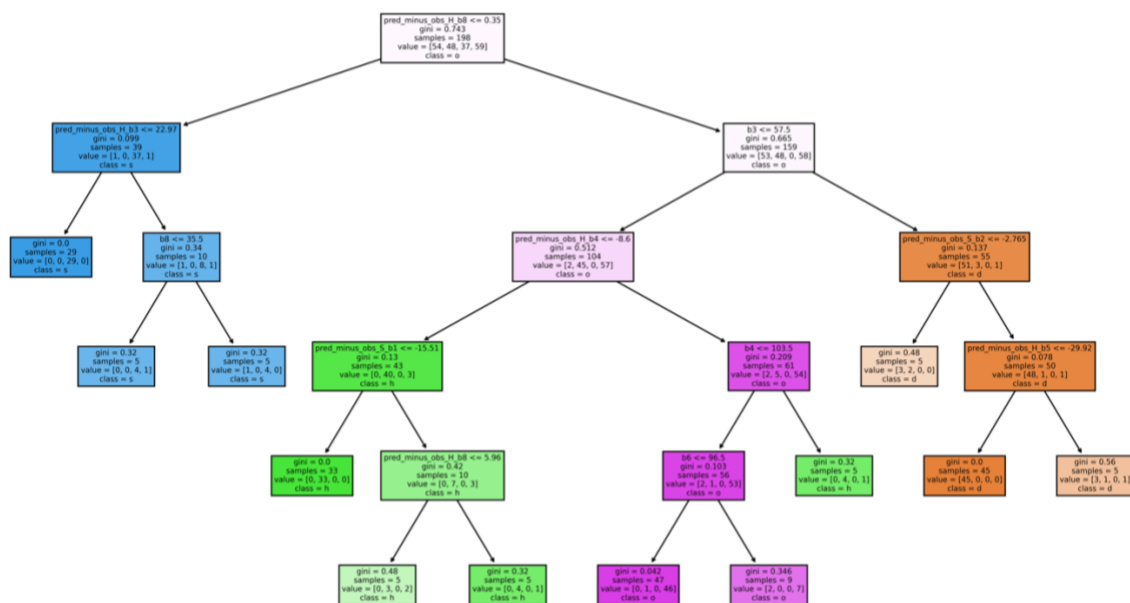 pred_minus_obs_H_b8 <= 0.35
gini = 0.743
samples = 198
value = [54, 48, 37, 59]
class = o
pred_minus_obs_H_b3 <= 22.97
gini = 0.099
samples = 39
value = [1, 0, 37, 1]
class = s
b3 <= 57.5
gini = 0.665
samples = 159
value = [53, 48, 0, 58]
class = o
gini = 0.0
samples = 29
value = [0, 0, 29, 0]
class = s
b8 <= 35.5
gini = 0.34
samples = 10
value = [1, 0, 8, 1]
class = s
pred_minus_obs_H_b4 <= -8.6
gini = 0.512
samples = 104
value = [2, 45, 0, 57]
class = o
pred_minus_obs_S_b2 <= -2.765
gini = 0.137
samples = 55
value = [51, 3, 0, 1]
class = d
gini = 0.32
samples = 5
value = [0, 0, 4, 1]
class = s
gini = 0.32
samples = 5
value = [1, 0, 4, 0]
class = s
pred_minus_obs_S_b1 <= -15.51
gini = 0.13
samples = 43
value = [0, 40, 0, 3]
class = h
b4 <= 103.5
gini = 0.209
samples = 61
value = [2, 5, 0, 54]
class = o
gini = 0.48
samples = 5
value = [3, 2, 0, 0]
class = d
pred_minus_obs_H_b5 <= -29.92
gini = 0.078
samples = 50
value = [48, 1, 0, 1]
class = d
gini = 0.0
samples = 33
value = [0, 33, 0, 0]
class = h
pred_minus_obs_H_b8 <= 5.96
gini = 0.42
samples = 10
value = [0, 7, 0, 3]
class = h
b6 <= 96.5
gini = 0.103
samples = 56
value = [2, 1, 0, 53]
class = o
gini = 0.32
samples = 5
value = [0, 4, 0, 1]
class = h
gini = 0.0
samples = 45
value = [45, 0, 0, 0]
class = d
gini = 0.56
samples = 5
value = [3, 1, 0, 1]
class = d
gini = 0.48
samples = 5
value = [0, 3, 0, 2]
class = h
gini = 0.32
samples = 5
value = [0, 4, 0, 1]
class = h
gini = 0.042
samples = 47
value = [0, 1, 0, 46]
class = o
gini = 0.346
samples = 9
value = [2, 0, 0, 7]
class = o